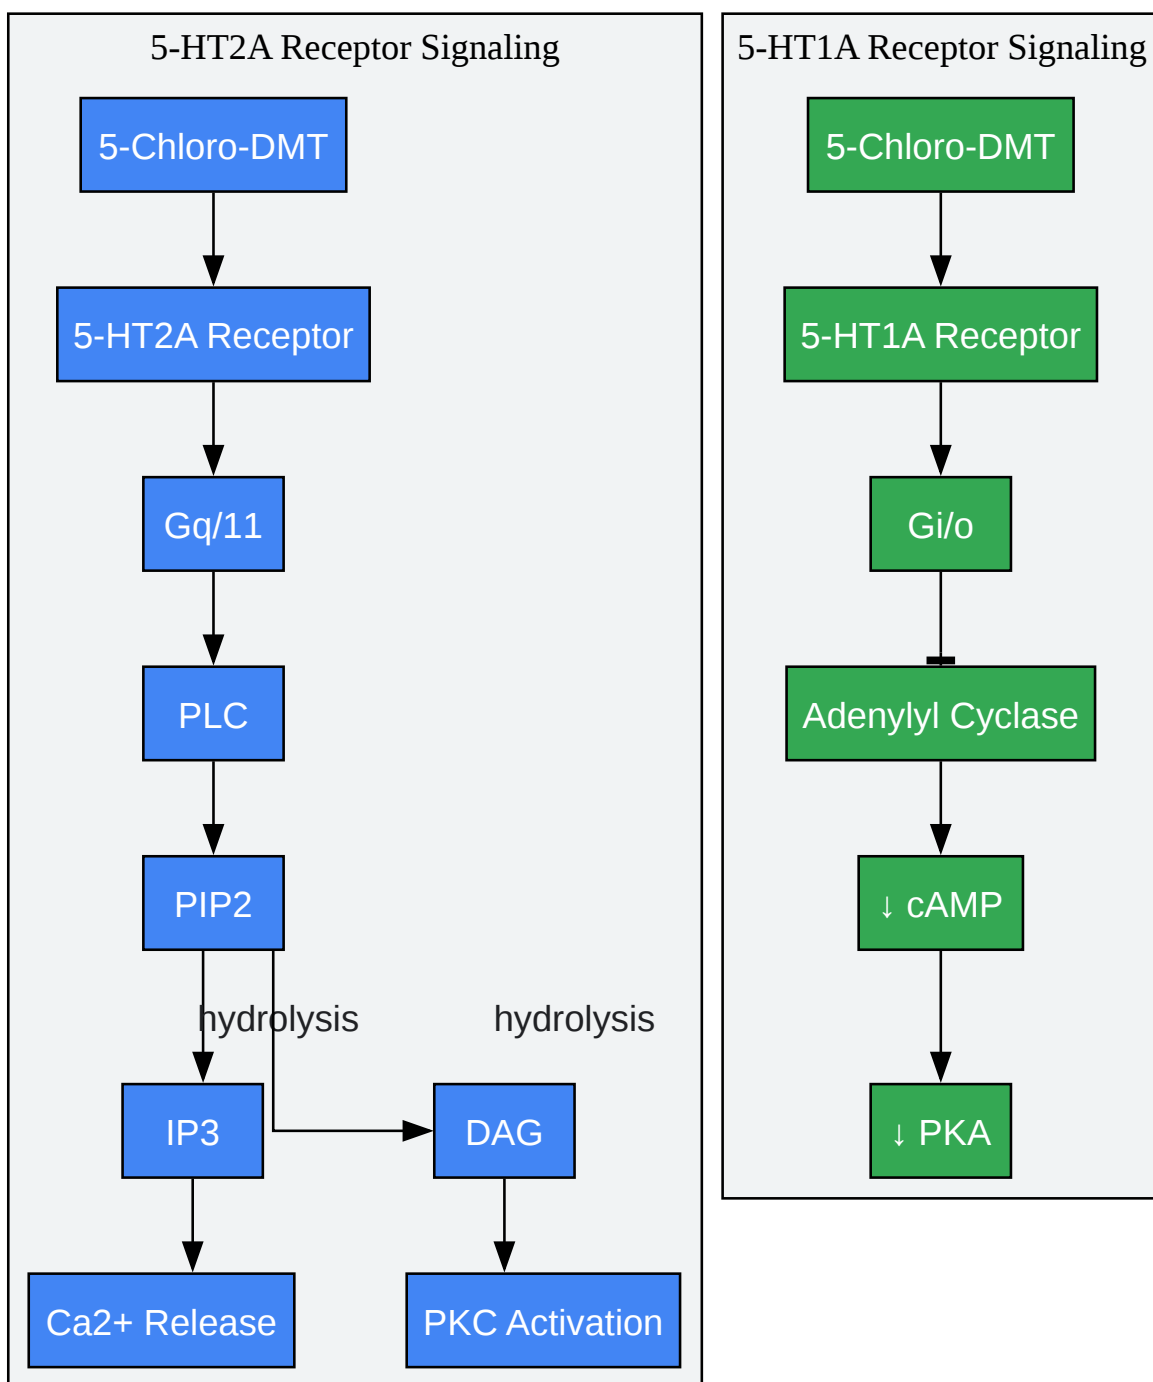 5-HT2A Receptor Signaling
5-Chloro-DMT
5-HT2A Receptor
Gq/11
PLC
PIP2
hydrolysis
hydrolysis
IP3
DAG
Ca2+ Release
PKC Activation
5-HT1A Receptor Signaling
5-Chloro-DMT
5-HT1A Receptor
Gi/o
Adenylyl Cyclase
↓ cAMP
↓ PKA